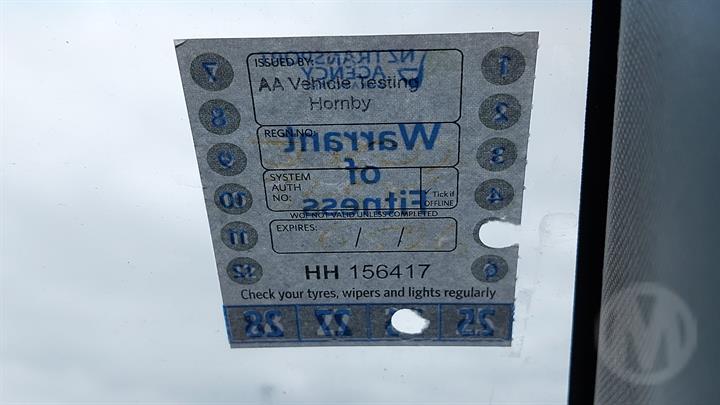 NZ TRANSPORT
AGENCY
ISSUED BY:
AA Vehicle Testing
Hornby
REGN NO:
Warrant
of
Fitness
SYSTEM
AUTH
NO:
✓ Tick if
OFFLINE
WOF NOT VALID UNLESS COMPLETED
EXPIRES: / /
HH 156417
Check your tyres, wipers and lights regularly
7 1
8 2
9 3
10 4
11
12 6
28 27 25